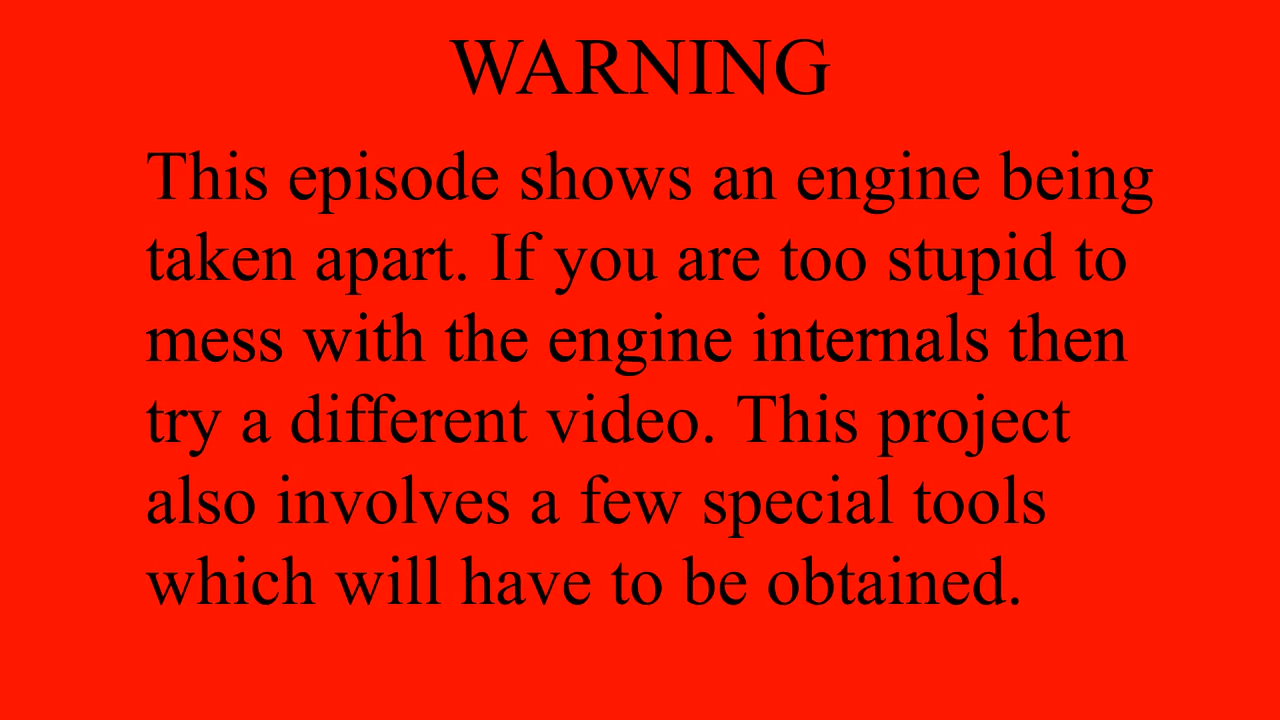 WARNING
This episode shows an engine being
taken apart. If you are too stupid to
mess with the engine internals then
try a different video. This project
also involves a few special tools
which will have to be obtained.